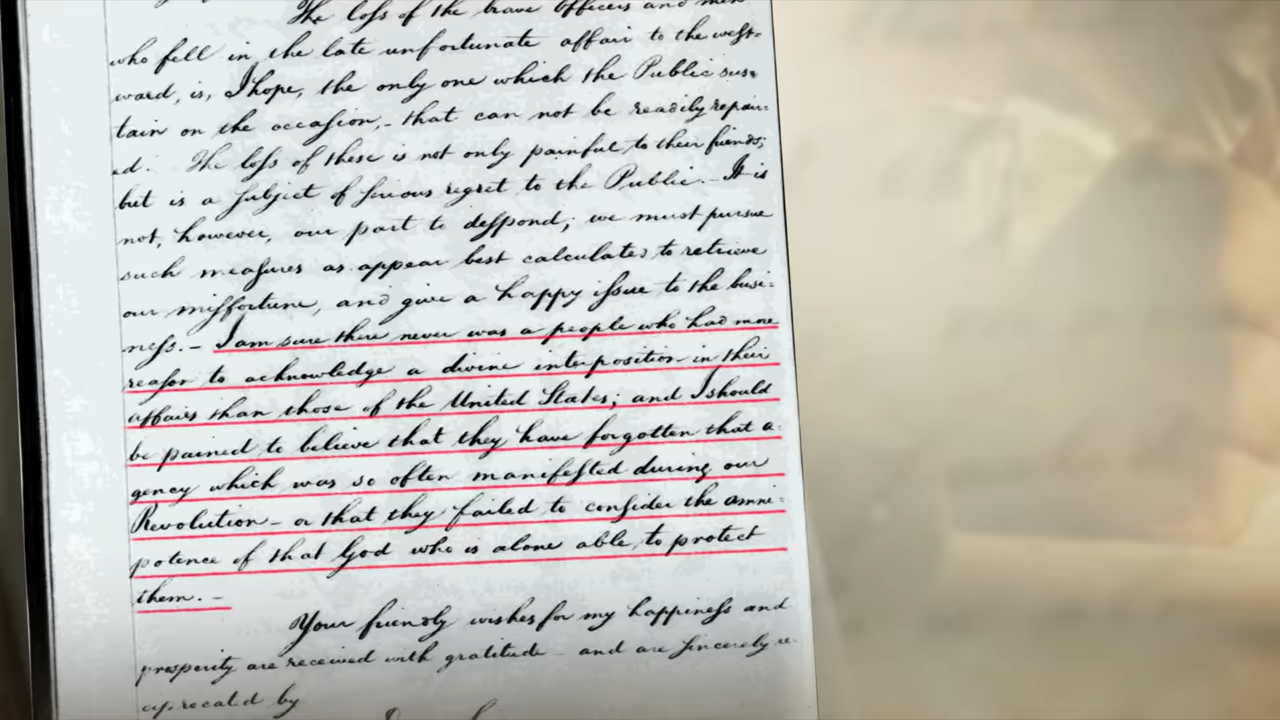 The loſs of the brave officers and men
who fell in the late unfortunate affair to the weſt-
ward, is, I hope, the only one which the Public sus-
tain on the occaſion,- that can not be readily repair-
ed. The loſs of these is not only painful to their friends;
but is a ſubject of ſerious regret to the Public.- It is
not, however, our part to deſpond; we must pursue
such meaſures as appear best calculated to retrieve
our miſfortune, and give a happy iſsue to the busi-
neſs.- I am sure there never was a people who had more
reaſon to acknowledge a divine interpoſition in their
affairs than those of the United States; and I should
be pained to believe that they have forgotten that a-
gency which was so often manifeſted during our
Revolution- or that they failed to conſider the omni-
potence of that God who is alone able to protect
them.-
Your friendly wishes for my happineſs and
prosperity are received with gratitude- and are ſincerely re-
ciprocated by